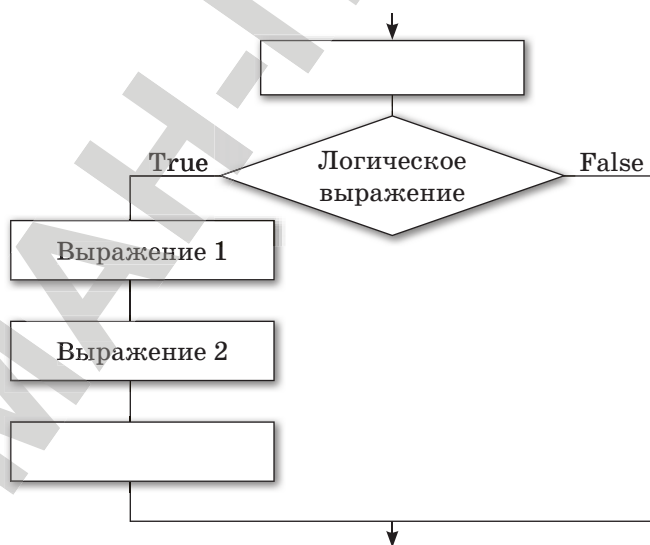 True
Логическое
выражение
False
Выражение 1
Выражение 2